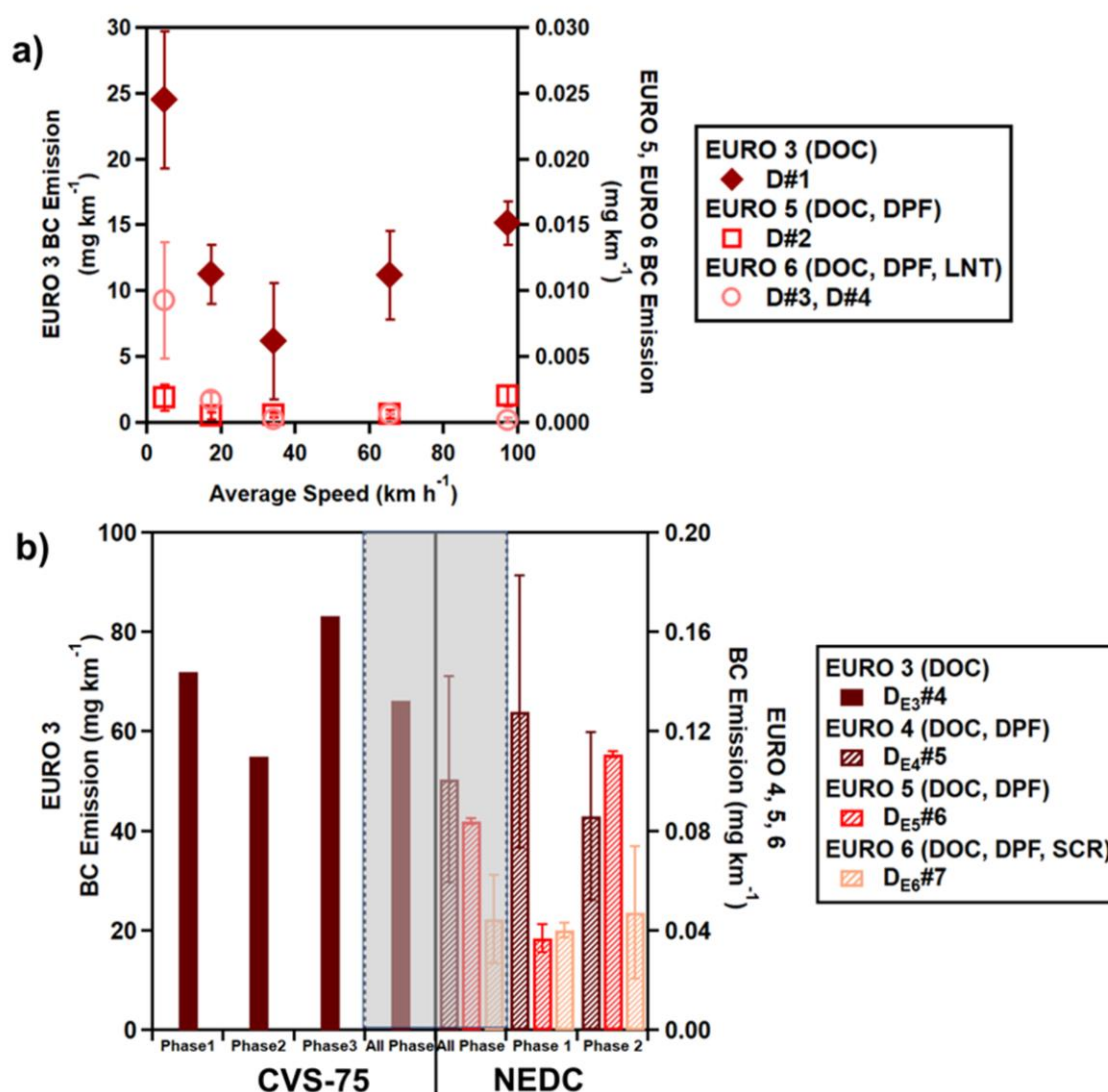 a)
EURO 3 BC Emission
(mg km-1)
30
25
20
15
10
5
0
0.030
0.025
0.020
0.015
0.010
0.005
0.000
EURO 5, EURO 6 BC Emission
(mg km-1)
0 20 40 60 80 100
Average Speed (km h-1)
EURO 3 (DOC)
D#1
EURO 5 (DOC, DPF)
D#2
EURO 6 (DOC, DPF, LNT)
D#3, D#4
b)
EURO 3
BC Emission (mg km-1)
100
80
60
40
20
0
0.20
0.16
0.12
0.08
0.04
0.00
EURO 4, 5, 6
BC Emission (mg km-1)
Phase1 Phase2 Phase3 All Phase All Phase Phase 1 Phase 2
CVS-75 NEDC
EURO 3 (DOC)
DE3#4
EURO 4 (DOC, DPF)
DE4#5
EURO 5 (DOC, DPF)
DE5#6
EURO 6 (DOC, DPF, SCR)
DE6#7